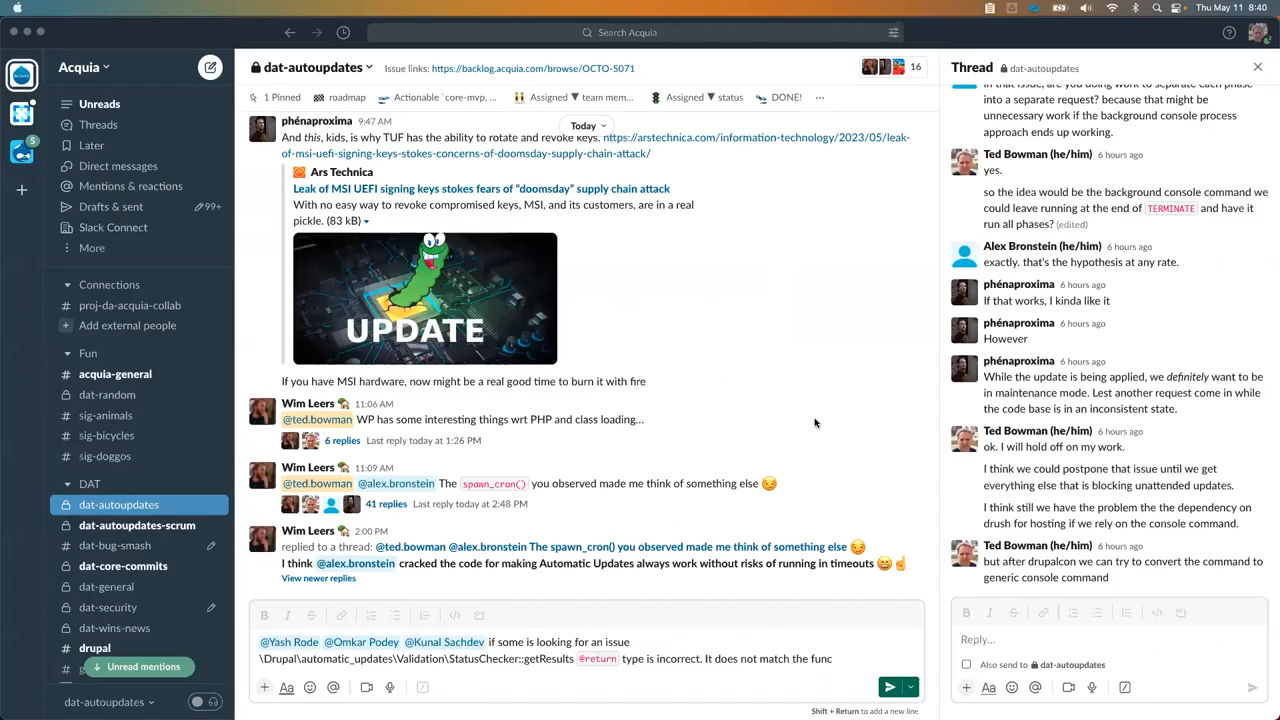 Thu May 11 8:40
Search Acquia
Acquia
Unreads
Threads
Later
Direct messages
Mentions & reactions
Drafts & sent 99+
Slack Connect
More
Connections
# proj-da-acquia-collab
Add external people
Fun
acquia-general
dat-random
# sig-animals
# sig-bicycles
# sig-doggos
DAT
dat-autoupdates
dat-autoupdates-scrum
# dat-bug-smash
dat-core-commits
# dat-general
dat-security
dat-wins-news
drupal
Unread mentions
dat-autoupdates
5
dat-autoupdates Issue links: https://backlog.acquia.com/browse/OCTO-5071
16
1 Pinned roadmap Actionable `core-mvp, ... Assigned ▼ team mem... Assigned ▼ status DONE! ...
Today
phénaproxima 9:47 AM
And this, kids, is why TUF has the ability to rotate and revoke keys. https://arstechnica.com/information-technology/2023/05/leak-
of-msi-uefi-signing-keys-stokes-concerns-of-doomsday-supply-chain-attack/
Ars Technica
Leak of MSI UEFI signing keys stokes fears of “doomsday” supply chain attack
With no easy way to revoke compromised keys, MSI, and its customers, are in a real
pickle. (83 kB)
UPDATE
If you have MSI hardware, now might be a real good time to burn it with fire
Wim Leers 11:06 AM
@ted.bowman WP has some interesting things wrt PHP and class loading...
6 replies Last reply today at 1:26 PM
Wim Leers 11:09 AM
@ted.bowman @alex.bronstein The spawn_cron() you observed made me think of something else
41 replies Last reply today at 2:48 PM
Wim Leers 2:00 PM
replied to a thread: @ted.bowman @alex.bronstein The spawn_cron() you observed made me think of something else
I think @alex.bronstein cracked the code for making Automatic Updates always work without risks of running in timeouts
View newer replies
@Yash Rode @Omkar Podey @Kunal Sachdev if some is looking for an issue
\Drupal\automatic_updates\Validation\StatusChecker::getResults @return type is incorrect. It does not match the func
Shift + Return to add a new line
Thread dat-autoupdates
in that issue, are you doing work to separate each phase
into a separate request? because that might be
unnecessary work if the background console process
approach ends up working.
Ted Bowman (he/him) 6 hours ago
yes.
so the idea would be the background console command we
could leave running at the end of TERMINATE and have it
run all phases? (edited)
Alex Bronstein (he/him) 6 hours ago
exactly. that's the hypothesis at any rate.
phénaproxima 6 hours ago
If that works, I kinda like it
phénaproxima 6 hours ago
However
phénaproxima 6 hours ago
While the update is being applied, we definitely want to be
in maintenance mode. Lest another request come in while
the code base is in an inconsistent state.
Ted Bowman (he/him) 6 hours ago
ok. I will hold off on my work.
I think we could postpone that issue until we get
everything else that is blocking unattended updates.
I think still we have the problem the the dependency on
drush for hosting if we rely on the console command.
Ted Bowman (he/him) 6 hours ago
but after drupalcon we can try to convert the command to
generic console command
Reply...
Also send to dat-autoupdates